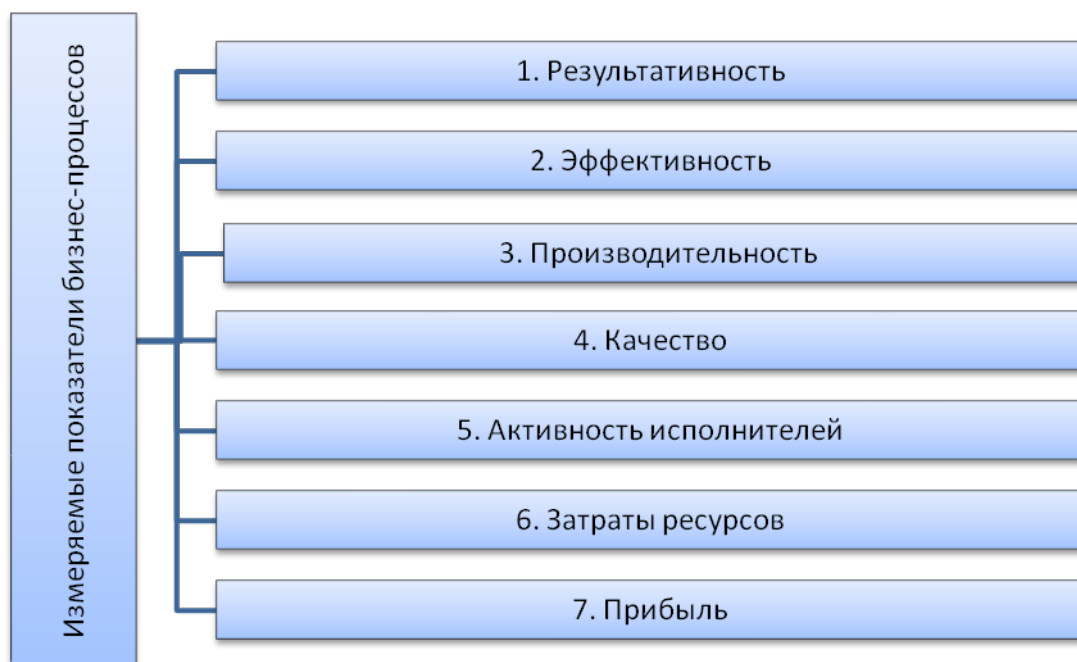 Измеряемые показатели бизнес-процессов
1. Результативность
2. Эффективность
3. Производительность
4. Качество
5. Активность исполнителей
6. Затраты ресурсов
7. Прибыль